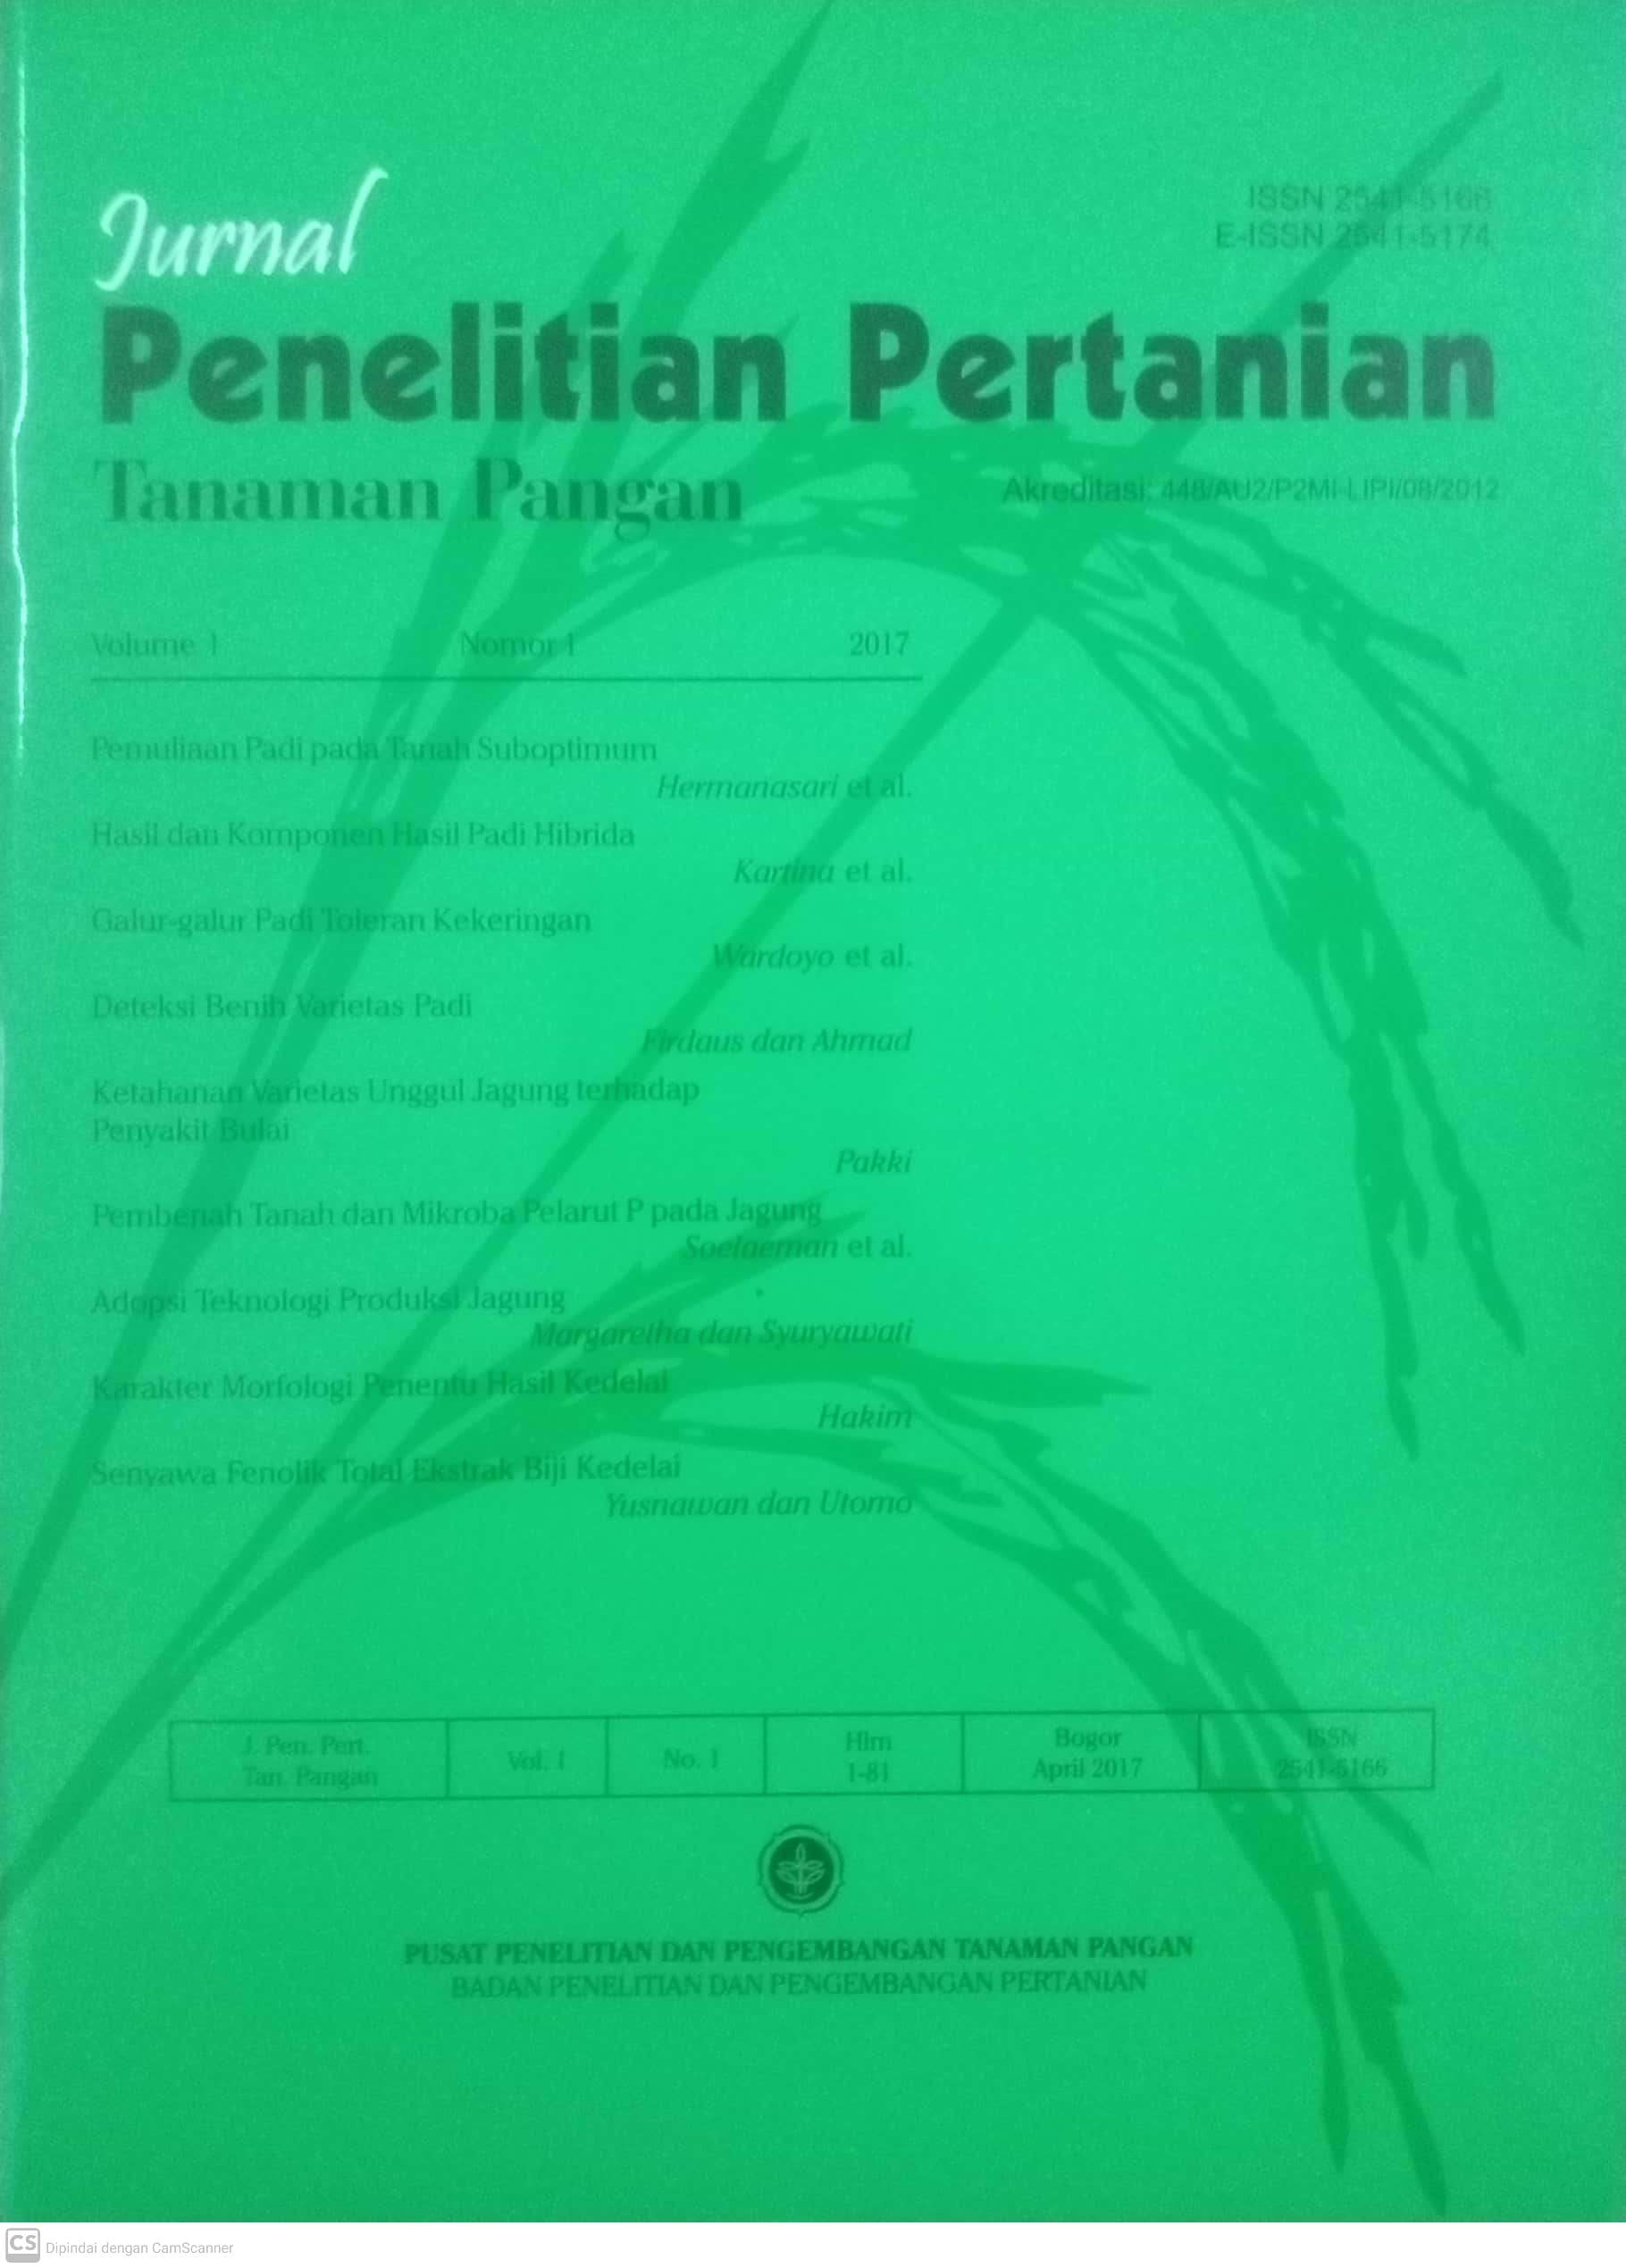 Jurnal
ISSN 2541-5166
E-ISSN 2541-5174
Penelitian Pertanian
Tanaman Pangan
Akreditasi: 448/AU2/P2MI-LIPI/08/2012
Volume 1 Nomor 1 2017
Pemuliaan Padi pada Tanah Suboptimum
Hermanasari et al.
Hasil dan Komponen Hasil Padi Hibrida
Kartina et al.
Galur-galur Padi Toleran Kekeringan
Wardoyo et al.
Deteksi Benih Varietas Padi
Firdaus dan Ahmad
Ketahanan Varietas Unggul Jagung terhadap
Penyakit Bulai
Pakki
Pembenah Tanah dan Mikroba Pelarut P pada Jagung
Soelaeman et al.
Adopsi Teknologi Produksi Jagung
Margaretha dan Syuryawati
Karakter Morfologi Penentu Hasil Kedelai
Hakim
Senyawa Fenolik Total Ekstrak Biji Kedelai
Yusnawan dan Utomo
J. Pen. Pert.
Tan. Pangan
Vol. 1
No. 1
Hlm
1-81
Bogor
April 2017
ISSN
2541-5166
PUSAT PENELITIAN DAN PENGEMBANGAN TANAMAN PANGAN
BADAN PENELITIAN DAN PENGEMBANGAN PERTANIAN
CS Dipindai dengan CamScanner